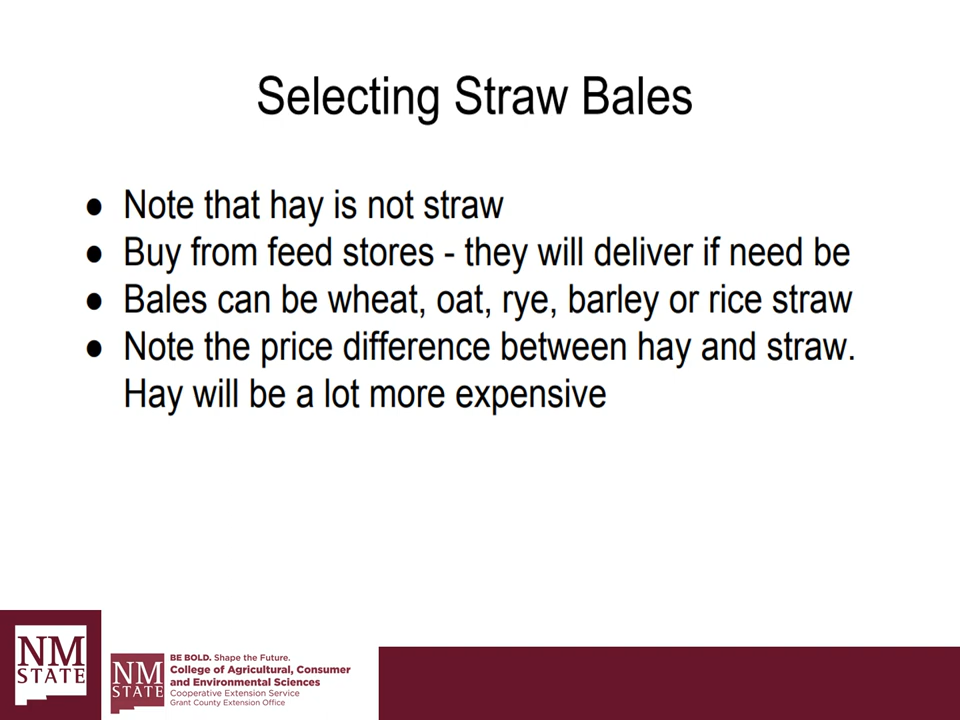 Selecting Straw Bales
● Note that hay is not straw
● Buy from feed stores - they will deliver if need be
● Bales can be wheat, oat, rye, barley or rice straw
● Note the price difference between hay and straw.
Hay will be a lot more expensive
NM
STATE
NM
STATE
BE BOLD. Shape the Future.
College of Agricultural, Consumer
and Environmental Sciences
Cooperative Extension Service
Grant County Extension Office